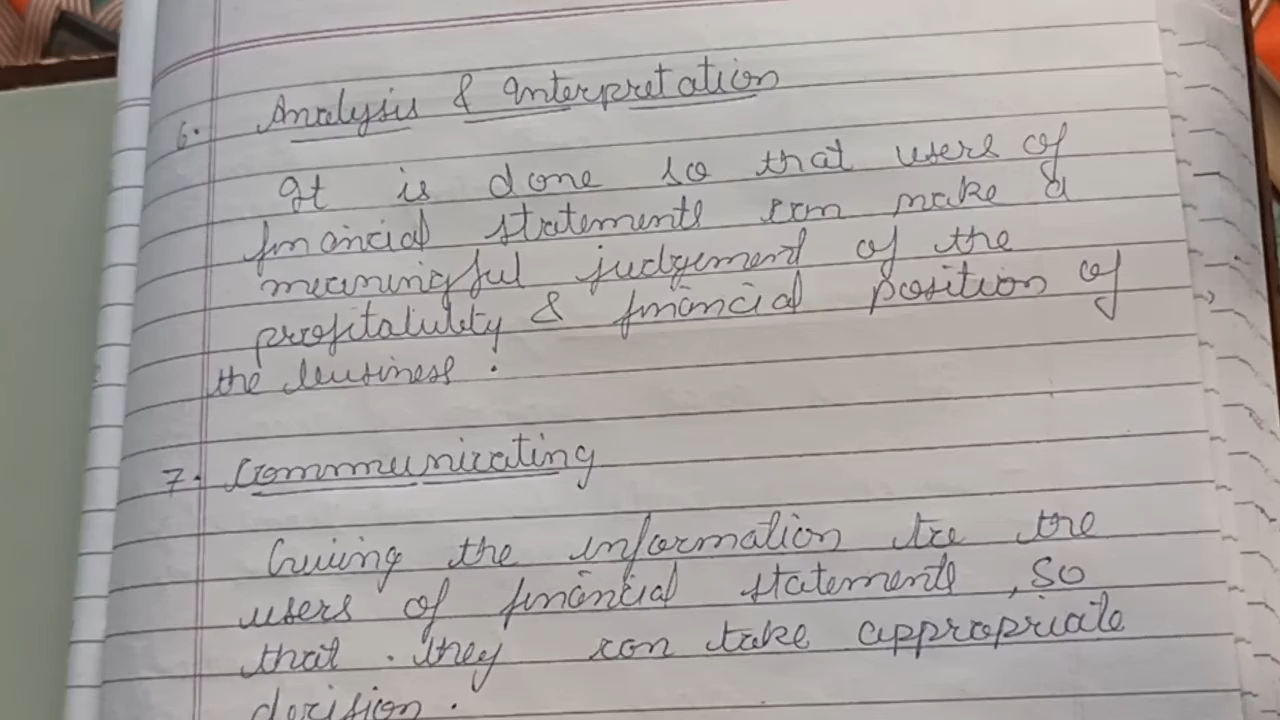 6. Analysis & Interpretation
It is done so that users of
financial statements can make a
meaningful judgement of the
profitability & financial position of
the business.
7. Communicating
Giving the information to the
users of financial statements, so
that they can take appropriate
decision.